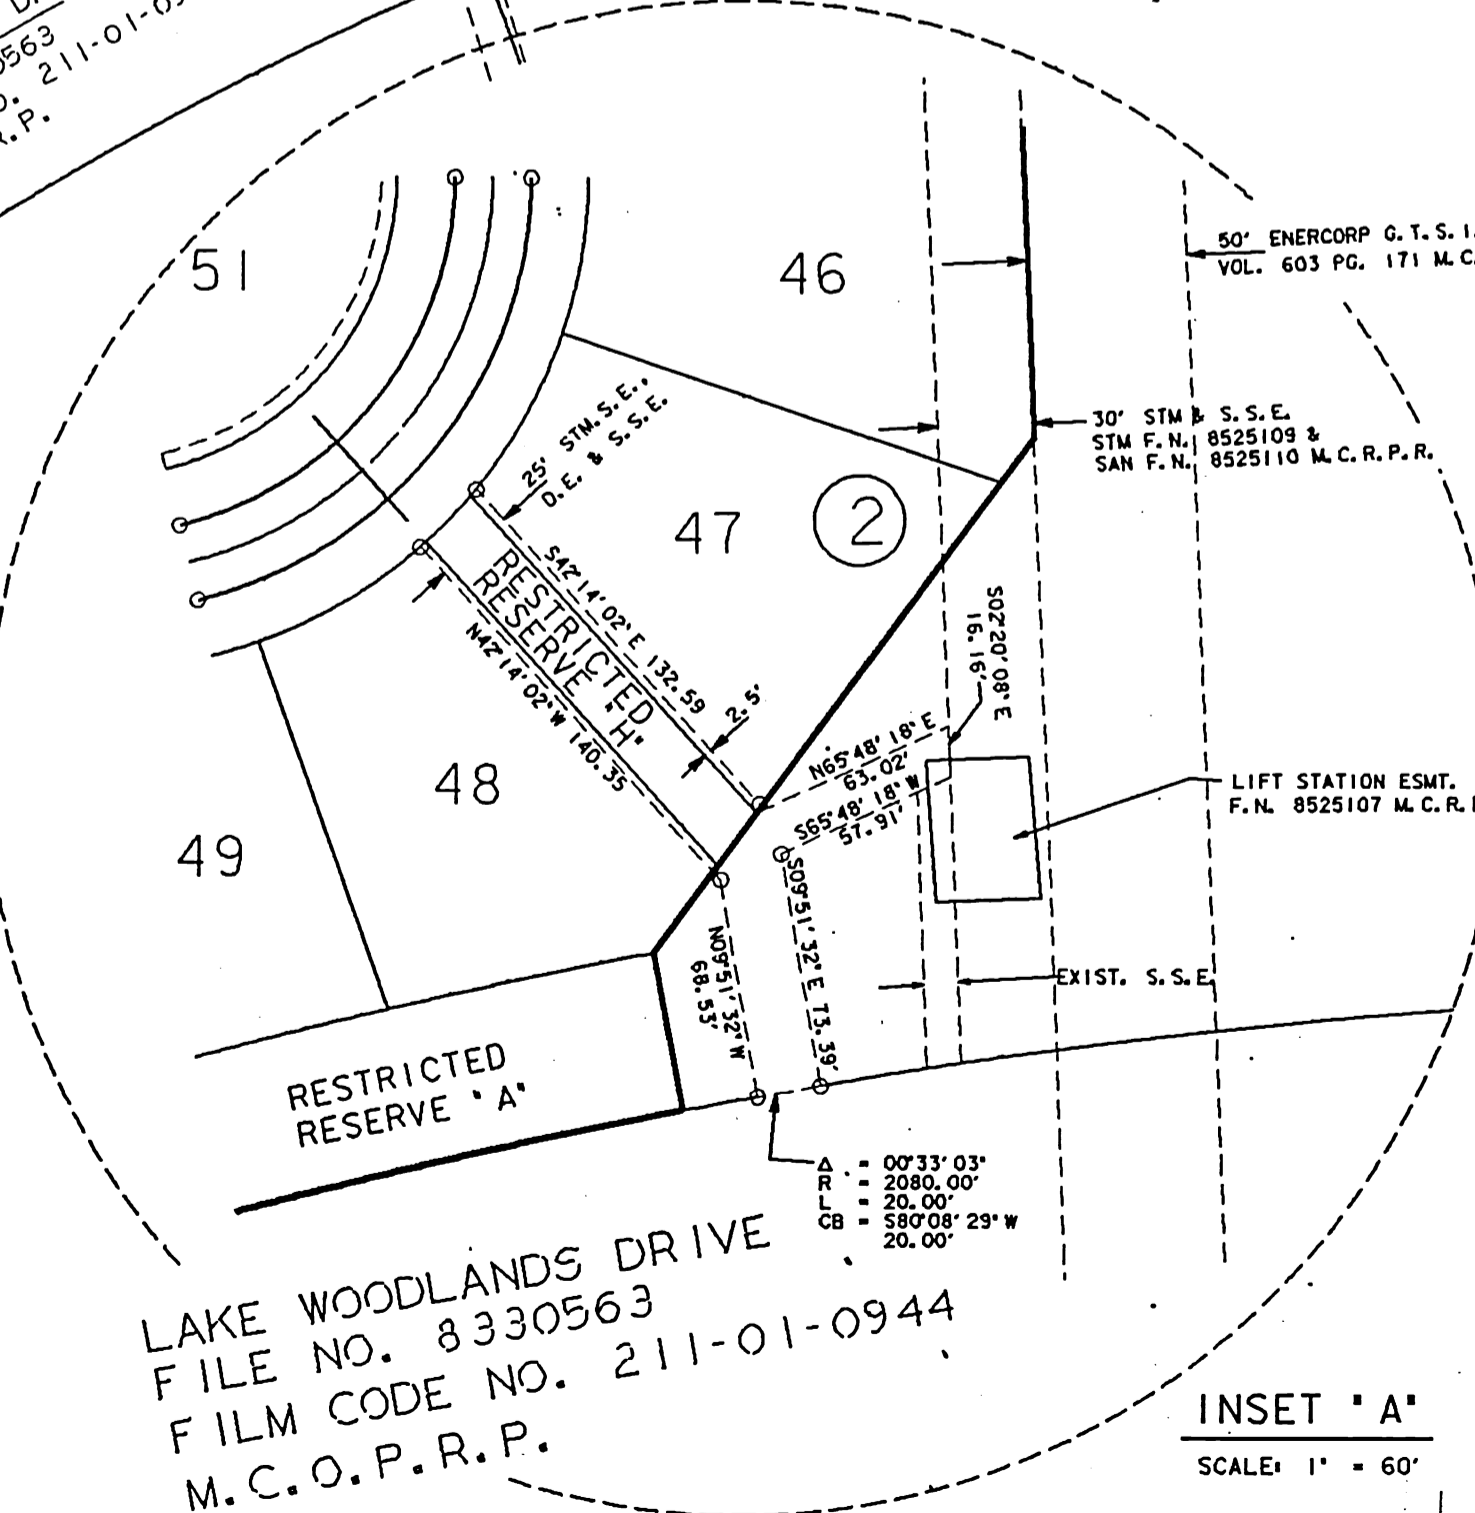 0563
211-01-0
R.P.
51
46
50' ENERCORP G. T. S. I.
VOL. 603 PG. 171 M. C.
30' STM & S. S. E.
STM F. N. 8525109 &
SAN F. N. 8525110 M. C. R. P. R.
25' STM. S. E.,
D. E. & S. S. E.
47
2
S42°14'02" E 132.59
RESTRICTED
RESERVE "H"
N42°14'02" W 140.35
2.5'
S02°20'08" E
16.16'
N65°48'18" E
63.02'
S65°48'18" W
57.91'
48
49
LIFT STATION ESMT.
F. N. 8525107 M. C. R.
S09°51'32" E 73.39'
N09°51'32" W
68.53'
EXIST. S. S. E.
RESTRICTED
RESERVE "A"
Δ = 00°33'03"
R = 2080.00'
L = 20.00'
CB = S80°08'29" W
20.00'
LAKE WOODLANDS DRIVE
FILE NO. 8330563
FILM CODE NO. 211-01-0944
M. C. O. P. R. P.
INSET "A"
SCALE: 1" = 60'